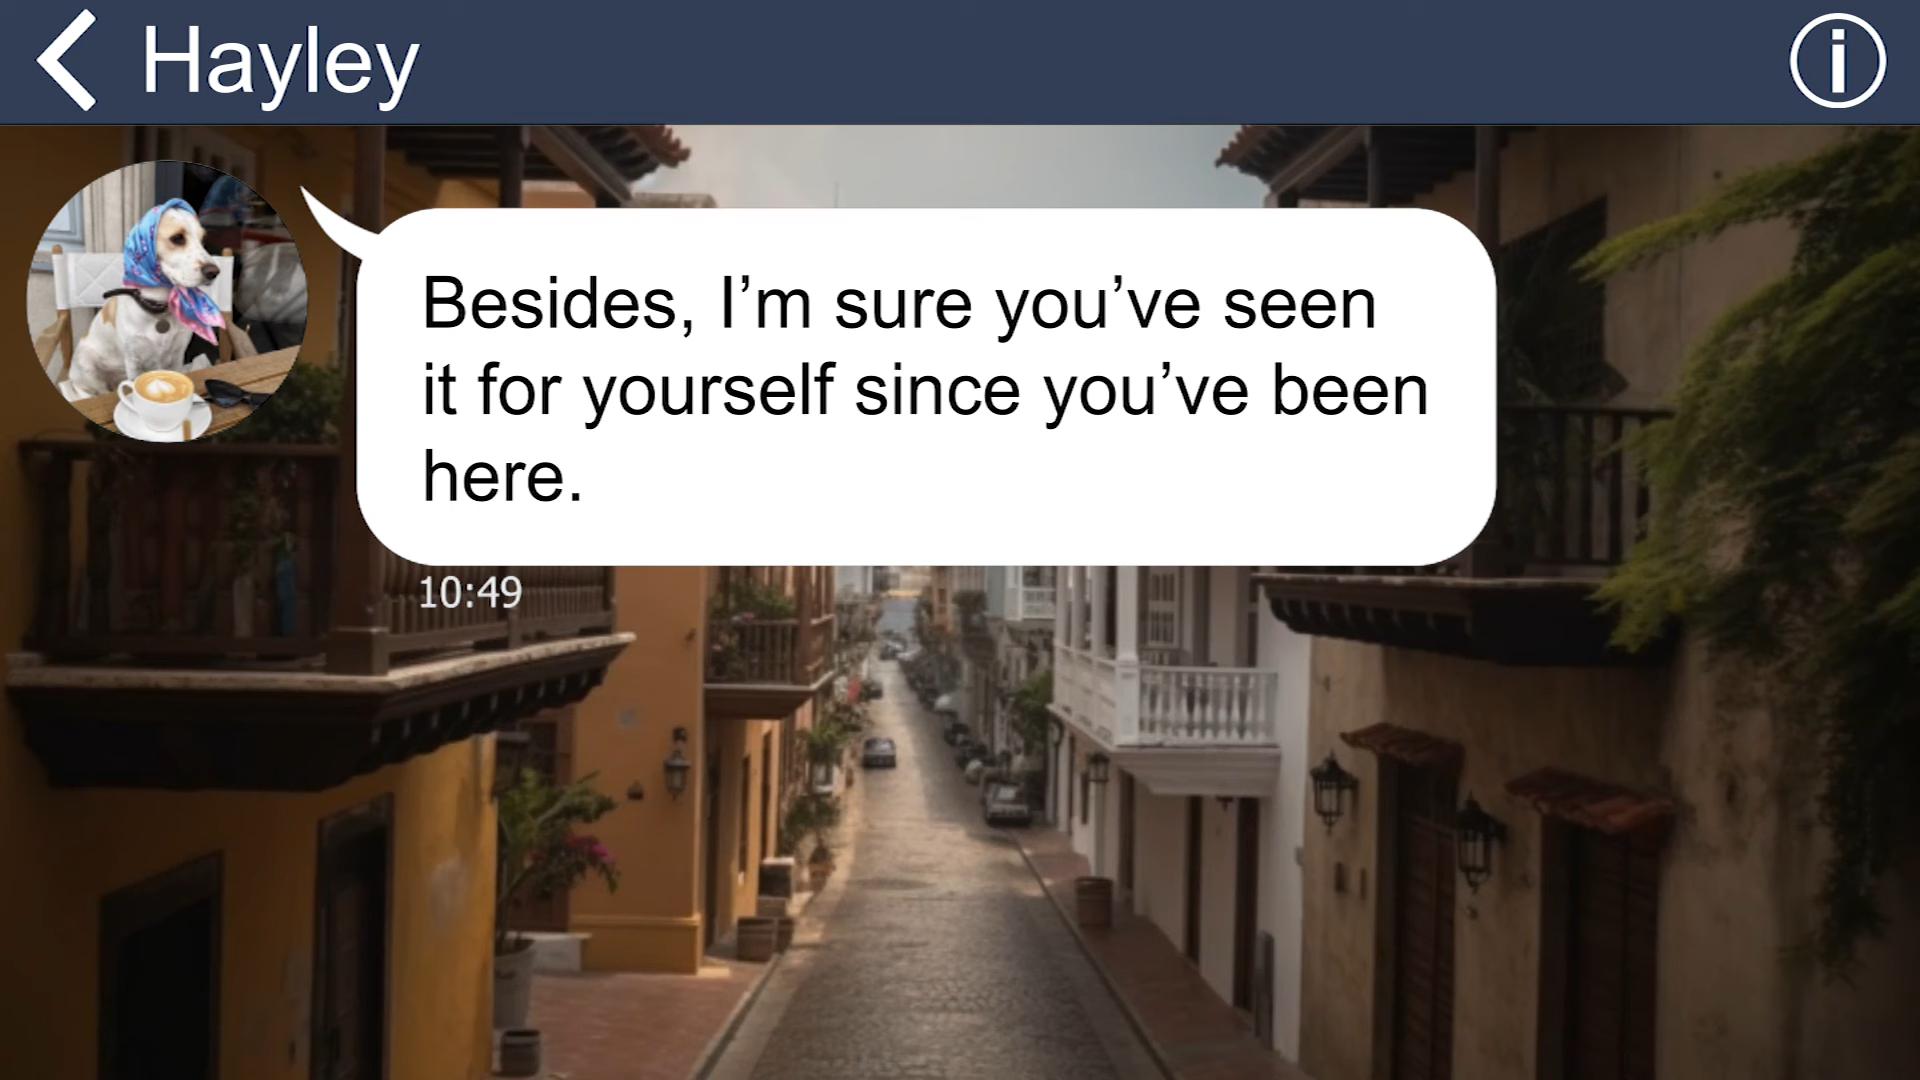 Hayley
Besides, I’m sure you’ve seen
it for yourself since you’ve been
here.
10:49